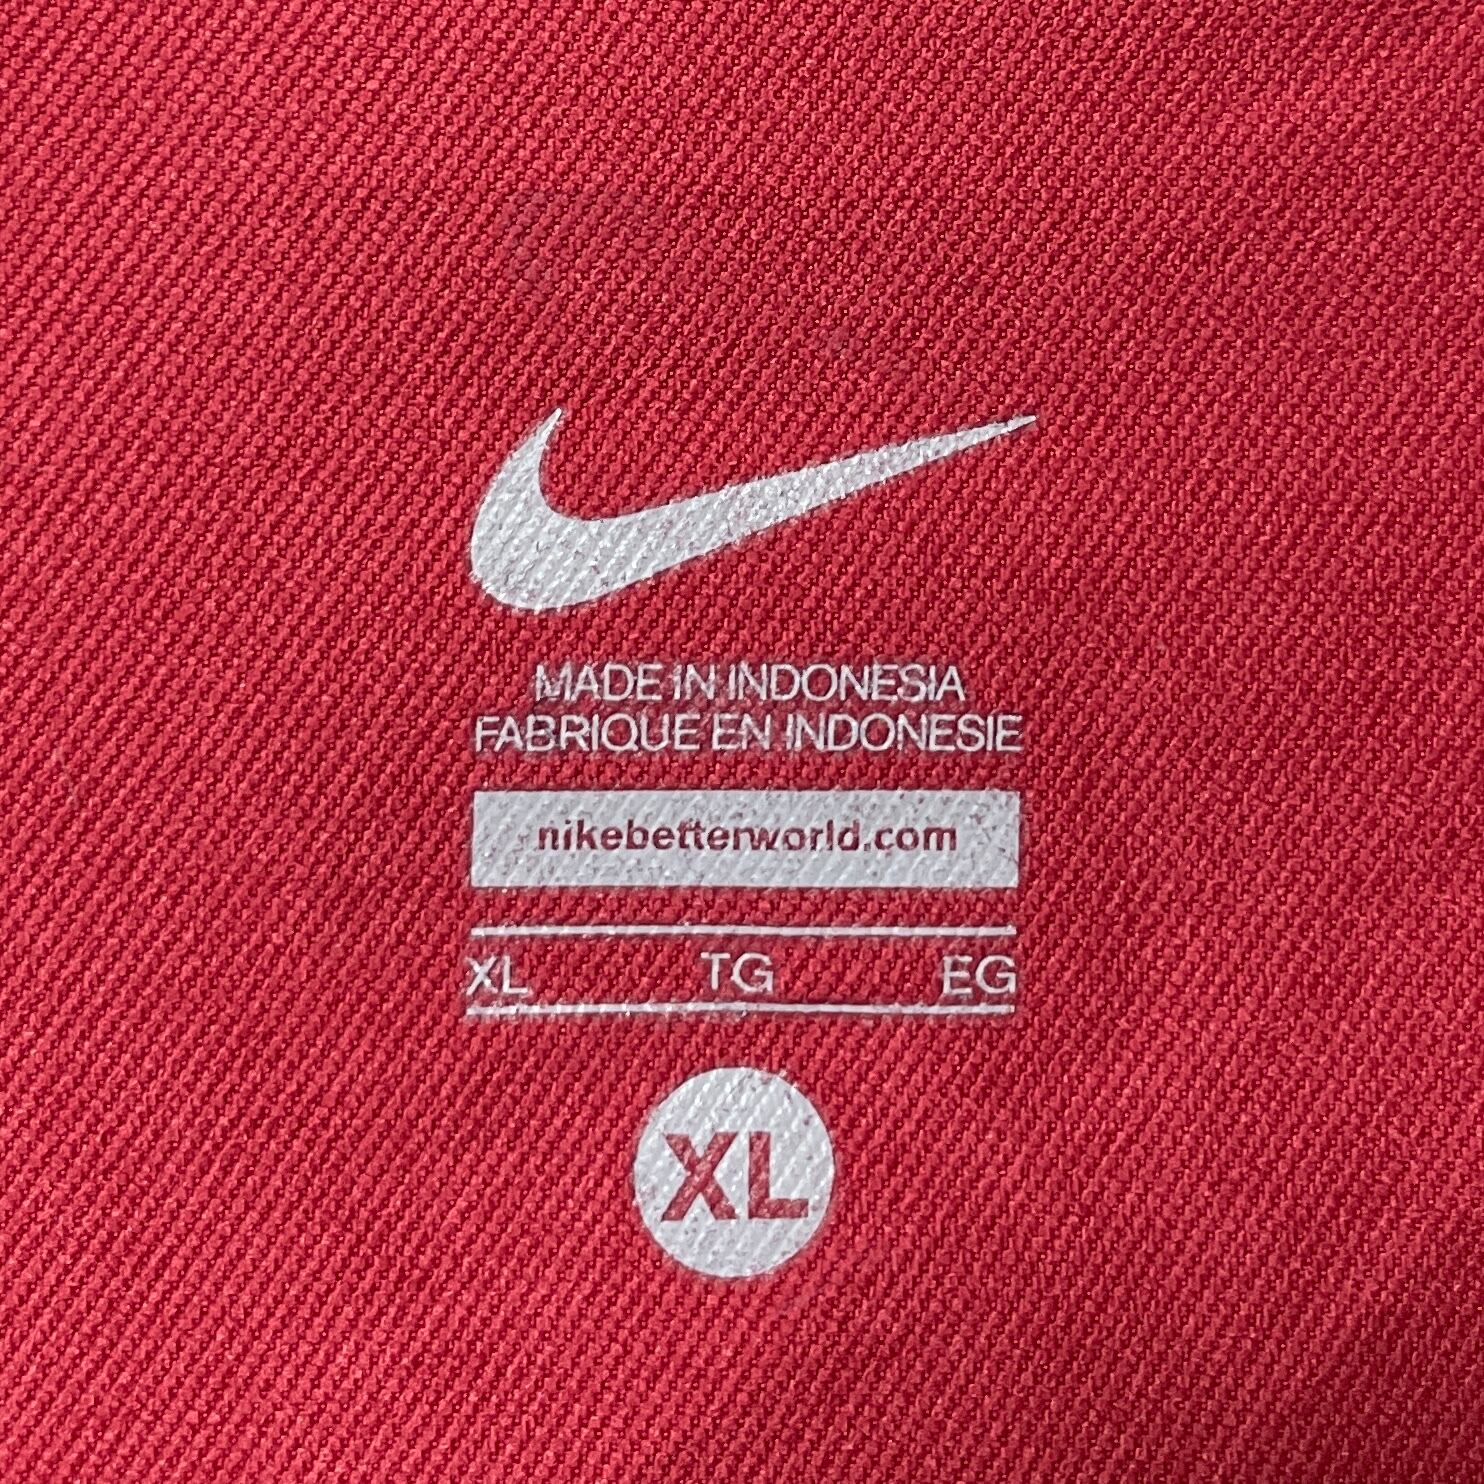 MADE IN INDONESIA
FABRIQUE EN INDONESIE
nikebetterworld.com
XL TG EG
XL